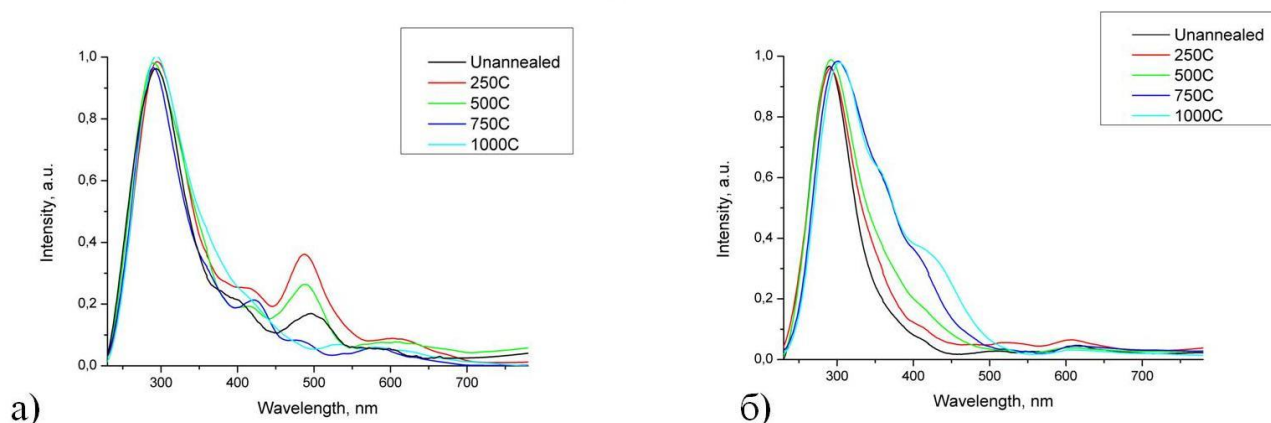 Unannealed
250C
500C
750C
1000C
1,0
0,8
0,6
0,4
0,2
0,0
Intensity, a.u.
300
400
500
600
700
Wavelength, nm
а)
Unannealed
250C
500C
750C
1000C
1,0
0,8
0,6
0,4
0,2
0,0
Intensity, a.u.
300
400
500
600
700
Wavelength, nm
б)